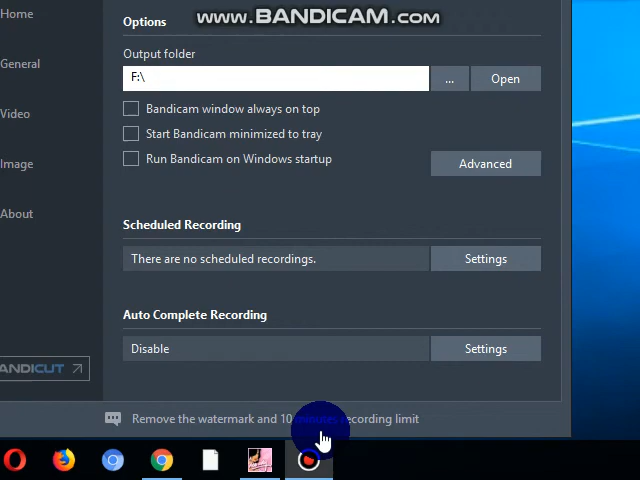 www.BANDICAM.com
Home
Options
Output folder
General
F:\
...
Open
Video
Bandicam window always on top
Start Bandicam minimized to tray
Image
Run Bandicam on Windows startup
Advanced
About
Scheduled Recording
There are no scheduled recordings.
Settings
Auto Complete Recording
Disable
Settings
ANDICUT
Remove the watermark and 10 minutes recording limit